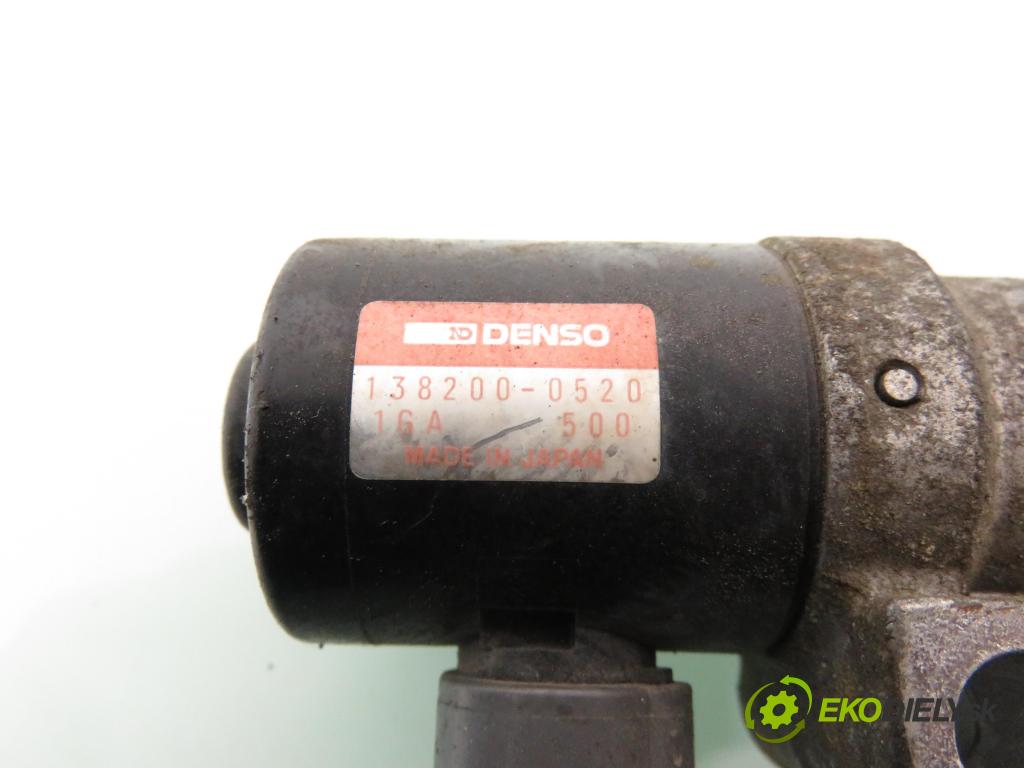 ND DENSO
138200-0520
1GA 500
MADE IN JAPAN
EKODIELY.sk